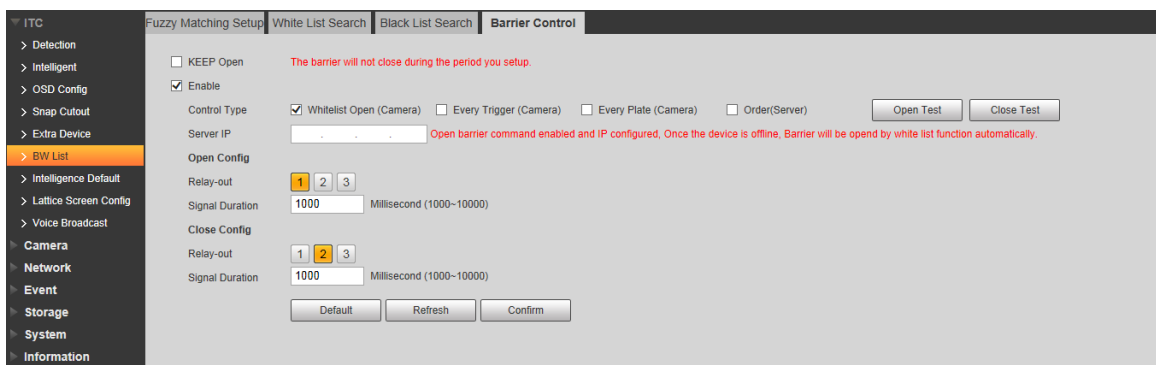 ITC
Detection
Intelligent
OSD Config
Snap Cutout
Extra Device
BW List
Intelligence Default
Lattice Screen Config
Voice Broadcast
Camera
Network
Event
Storage
System
Information
Fuzzy Matching Setup White List Search Black List Search Barrier Control
KEEP Open The barrier will not close during the period you setup.
Enable
Control Type Whitelist Open (Camera) Every Trigger (Camera) Every Plate (Camera) Order(Server) Open Test Close Test
Server IP . . . Open barrier command enabled and IP configured, Once the device is offline, Barrier will be opend by white list function automatically.
Open Config
Relay-out 1 2 3
Signal Duration 1000 Millisecond (1000~10000)
Close Config
Relay-out 1 2 3
Signal Duration 1000 Millisecond (1000~10000)
Default Refresh Confirm